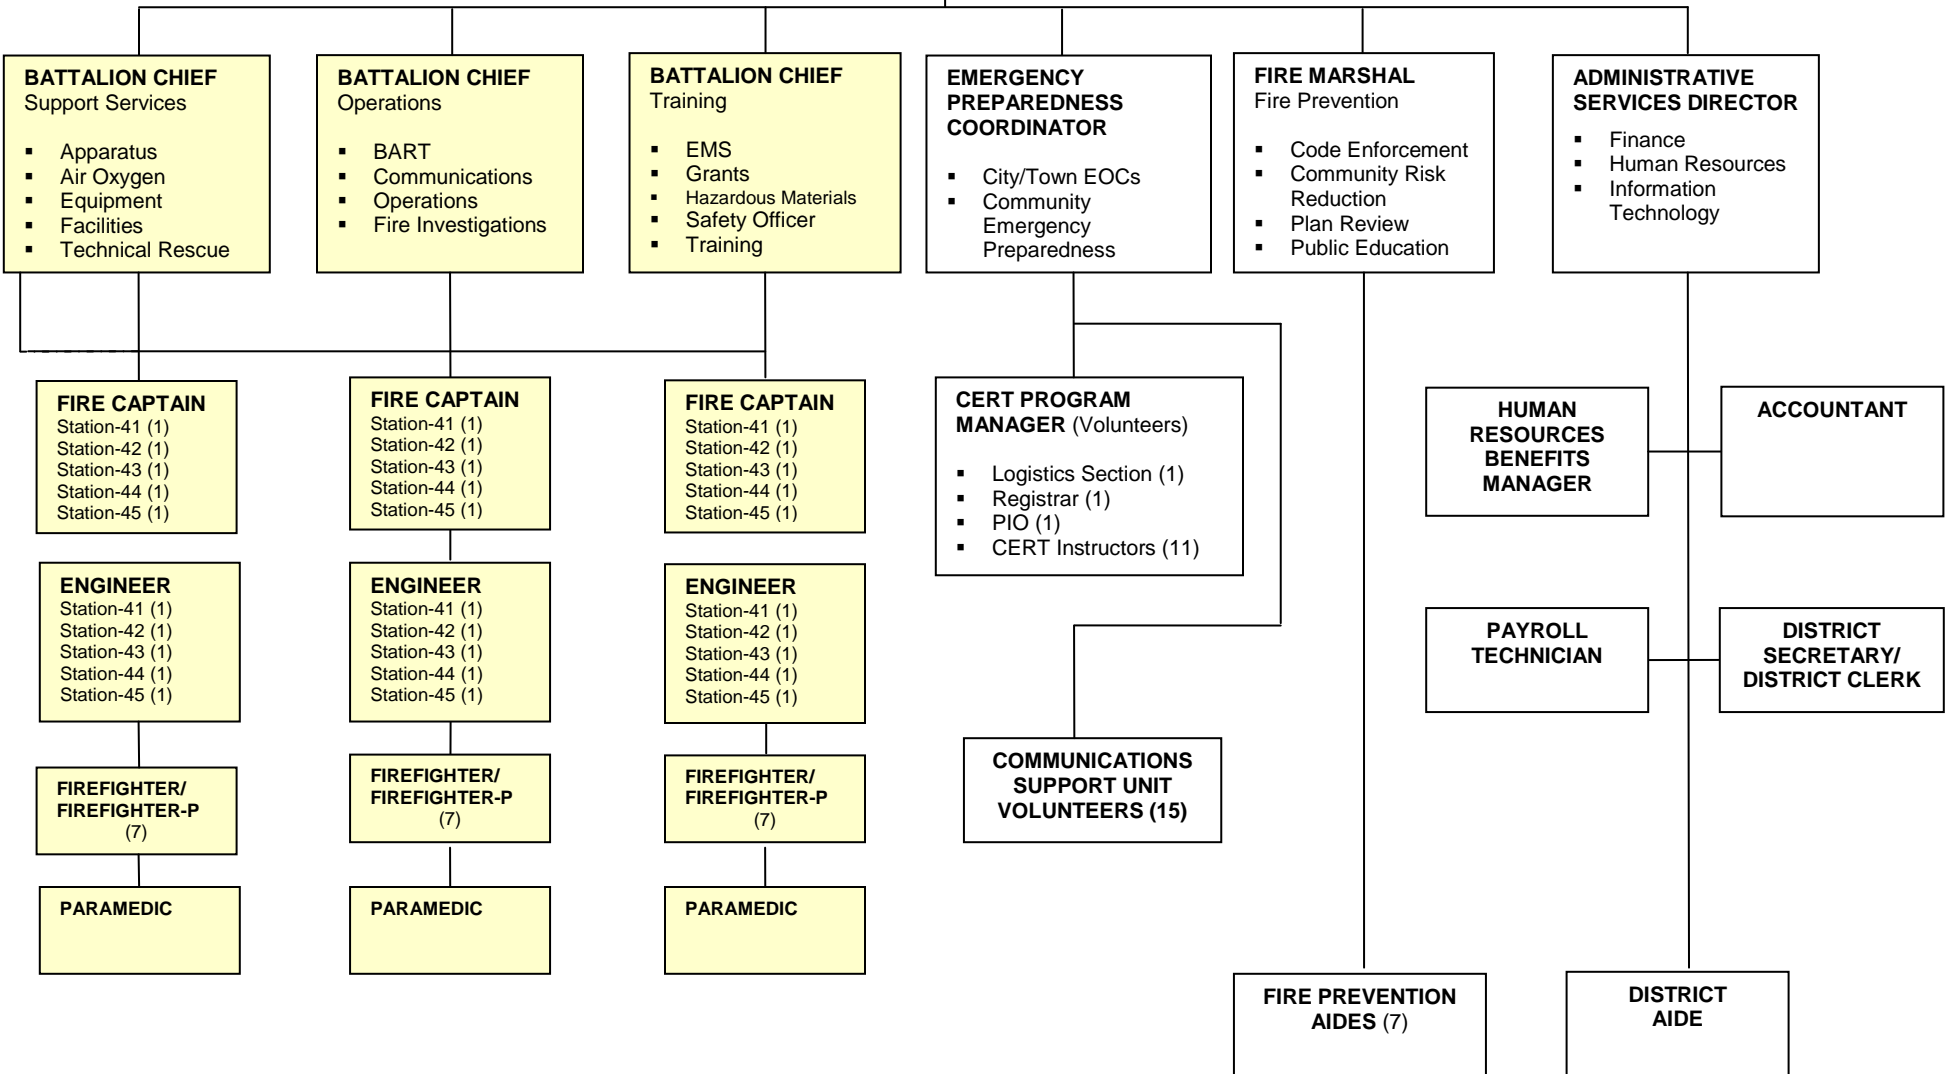 BATTALION CHIEF
Support Services
▪ Apparatus
▪ Air Oxygen
▪ Equipment
▪ Facilities
▪ Technical Rescue
BATTALION CHIEF
Operations
▪ BART
▪ Communications
▪ Operations
▪ Fire Investigations
BATTALION CHIEF
Training
▪ EMS
▪ Grants
▪ Hazardous Materials
▪ Safety Officer
▪ Training
EMERGENCY
PREPAREDNESS
COORDINATOR
▪ City/Town EOCs
▪ Community
Emergency
Preparedness
FIRE MARSHAL
Fire Prevention
▪ Code Enforcement
▪ Community Risk
Reduction
▪ Plan Review
▪ Public Education
ADMINISTRATIVE
SERVICES DIRECTOR
▪ Finance
▪ Human Resources
▪ Information
Technology
FIRE CAPTAIN
Station-41 (1)
Station-42 (1)
Station-43 (1)
Station-44 (1)
Station-45 (1)
FIRE CAPTAIN
Station-41 (1)
Station-42 (1)
Station-43 (1)
Station-44 (1)
Station-45 (1)
FIRE CAPTAIN
Station-41 (1)
Station-42 (1)
Station-43 (1)
Station-44 (1)
Station-45 (1)
CERT PROGRAM
MANAGER (Volunteers)
▪ Logistics Section (1)
▪ Registrar (1)
▪ PIO (1)
▪ CERT Instructors (11)
HUMAN
RESOURCES
BENEFITS
MANAGER
ACCOUNTANT
ENGINEER
Station-41 (1)
Station-42 (1)
Station-43 (1)
Station-44 (1)
Station-45 (1)
ENGINEER
Station-41 (1)
Station-42 (1)
Station-43 (1)
Station-44 (1)
Station-45 (1)
ENGINEER
Station-41 (1)
Station-42 (1)
Station-43 (1)
Station-44 (1)
Station-45 (1)
PAYROLL
TECHNICIAN
DISTRICT
SECRETARY/
DISTRICT CLERK
FIREFIGHTER/
FIREFIGHTER-P
(7)
FIREFIGHTER/
FIREFIGHTER-P
(7)
FIREFIGHTER/
FIREFIGHTER-P
(7)
COMMUNICATIONS
SUPPORT UNIT
VOLUNTEERS (15)
PARAMEDIC
PARAMEDIC
PARAMEDIC
FIRE PREVENTION
AIDES (7)
DISTRICT
AIDE